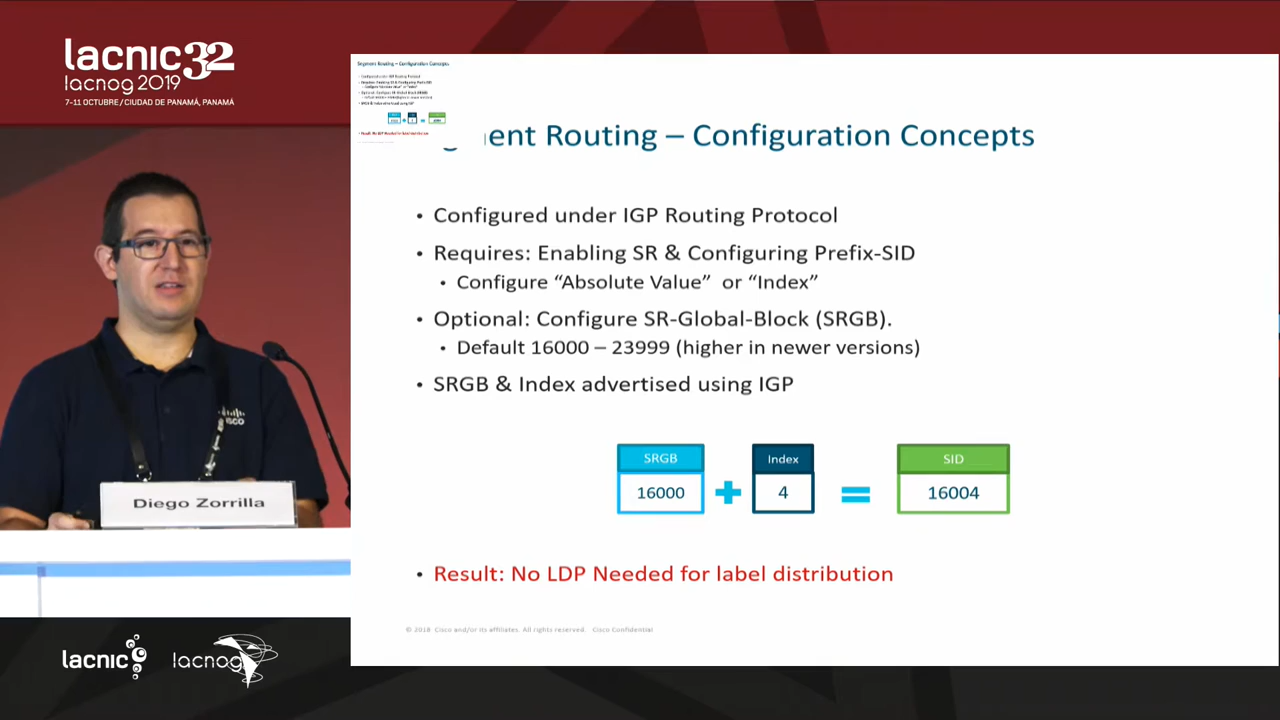 lacnic32
lacnog 2019
7-11 OCTUBRE / CIUDAD DE PANAMÁ, PANAMÁ
Segment Routing – Configuration Concepts
ent Routing – Configuration Concepts
• Configured under IGP Routing Protocol
• Requires: Enabling SR & Configuring Prefix-SID
• Configure “Absolute Value” or “Index”
• Optional: Configure SR-Global-Block (SRGB).
• Default 16000 – 23999 (higher in newer versions)
• SRGB & Index advertised using IGP
SRGB
Index
SID
16000
+
4
=
16004
• Result: No LDP Needed for label distribution
© 2018 Cisco and/or its affiliates. All rights reserved. Cisco Confidential
CISCO
Diego Zorrilla
lacnic
lacnog